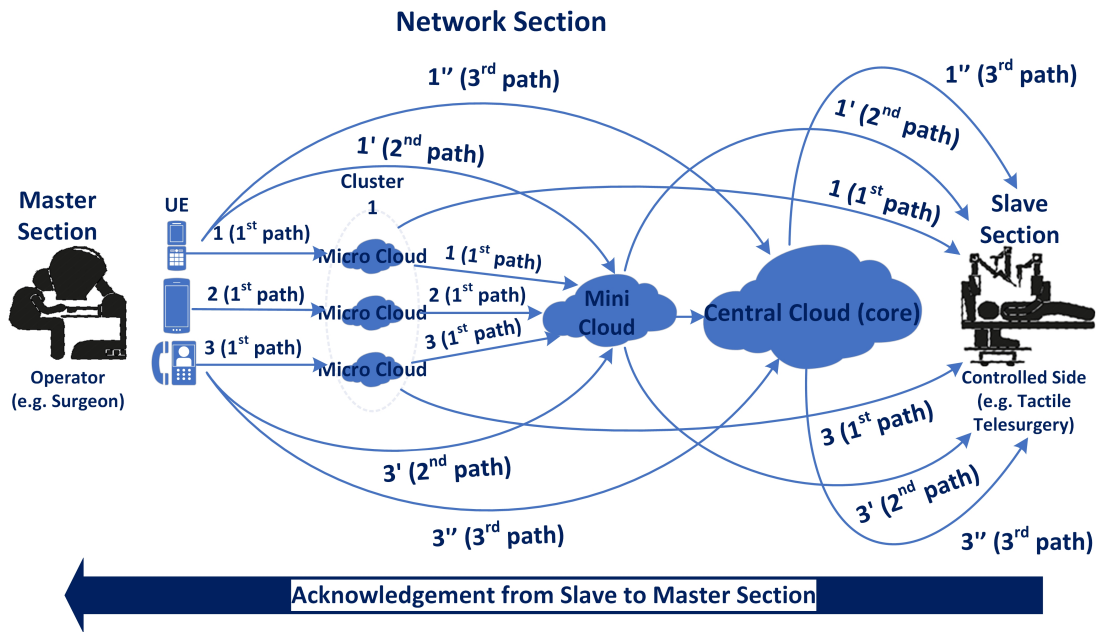 Network Section
1'' (3rd path)
1'' (3rd path)
1' (2nd path)
1' (2nd path)
Cluster
1
Master
Section
UE
1 (1st path)
1 (1st path)
Slave
Section
Micro Cloud
1 (1st path)
2 (1st path)
Micro Cloud
2 (1st path)
Mini
Cloud
Central Cloud (core)
3 (1st path)
3 (1st path)
Micro Cloud
Operator
(e.g. Surgeon)
Controlled Side
(e.g. Tactile
Telesurgery)
3 (1st path)
3' (2nd path)
3' (2nd path)
3'' (3rd path)
3'' (3rd path)
Acknowledgement from Slave to Master Section